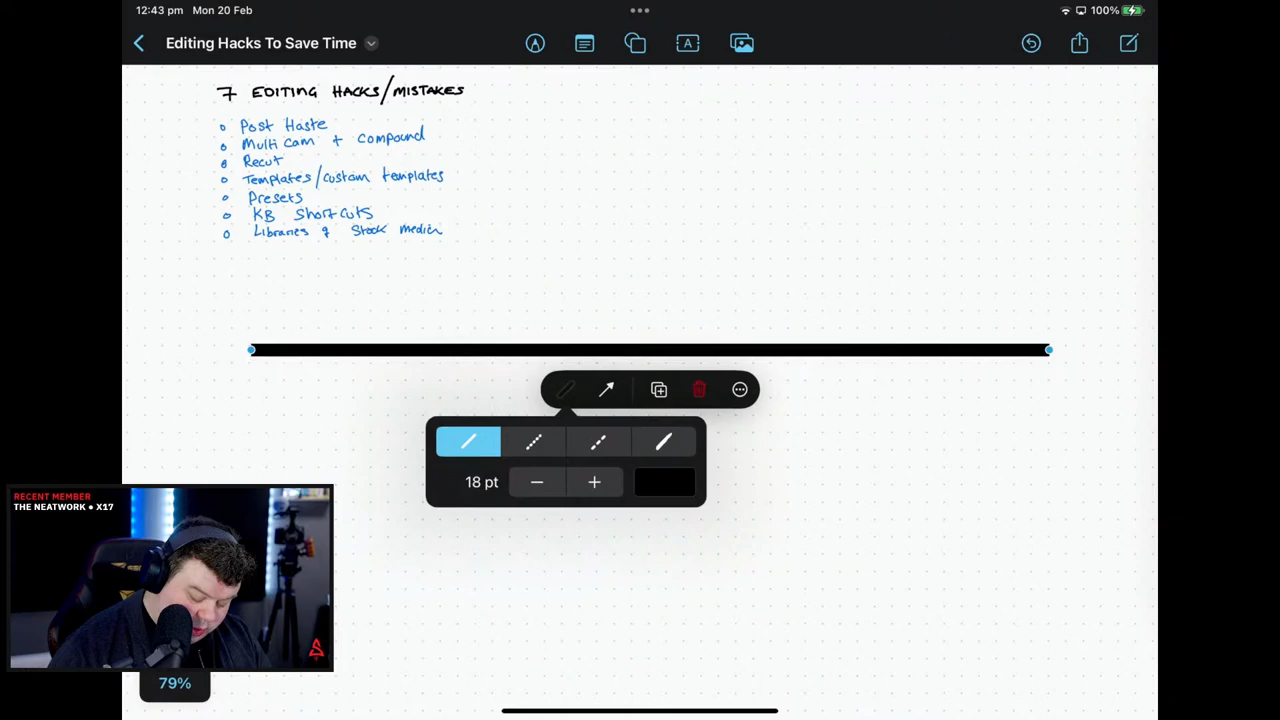 12:43 pm Mon 20 Feb
100%
Editing Hacks To Save Time
A
7 EDITING HACKS/MISTAKES
Post Haste
Multi cam + compound
Recut
Templates/custom templates
Presets
KB Shortcuts
Libraries & Stock media
18 pt
RECENT MEMBER
THE NEATWORK • X17
79%